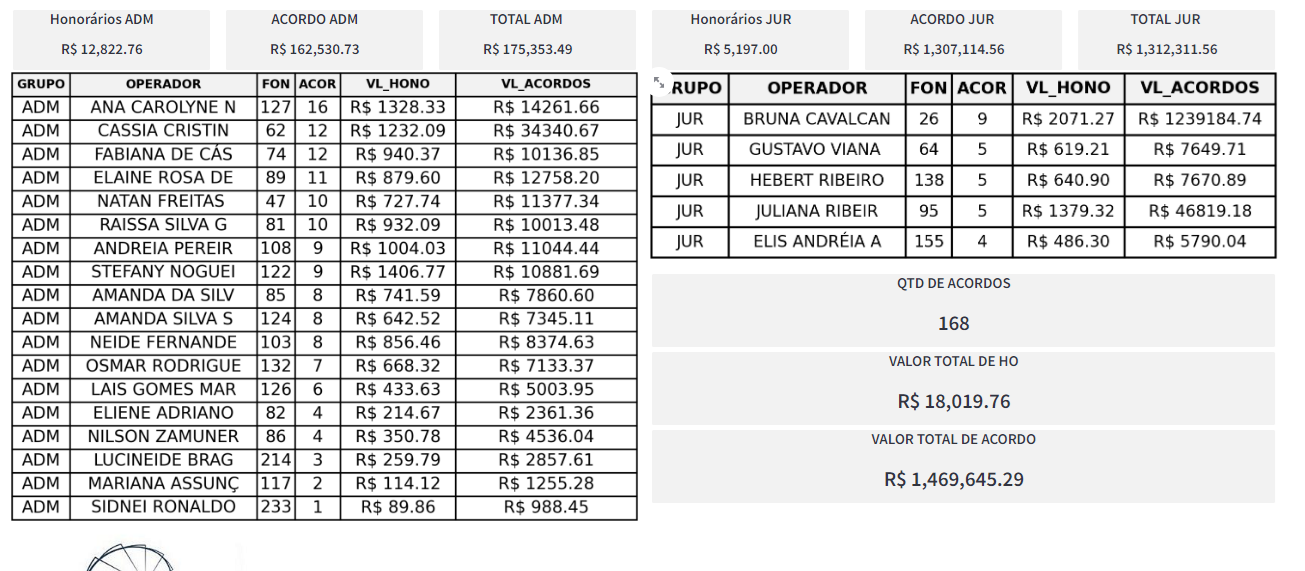 Honorários ADM
R$ 12,822.76
ACORDO ADM
R$ 162,530.73
TOTAL ADM
R$ 175,353.49
GRUPO OPERADOR FON ACOR VL_HONO VL_ACORDOS
ADM ANA CAROLYNE N 127 16 R$ 1328.33 R$ 14261.66
ADM CASSIA CRISTIN 62 12 R$ 1232.09 R$ 34340.67
ADM FABIANA DE CÁS 74 12 R$ 940.37 R$ 10136.85
ADM ELAINE ROSA DE 89 11 R$ 879.60 R$ 12758.20
ADM NATAN FREITAS 47 10 R$ 727.74 R$ 11377.34
ADM RAISSA SILVA G 81 10 R$ 932.09 R$ 10013.48
ADM ANDREIA PEREIR 108 9 R$ 1004.03 R$ 11044.44
ADM STEFANY NOGUEI 122 9 R$ 1406.77 R$ 10881.69
ADM AMANDA DA SILV 85 8 R$ 741.59 R$ 7860.60
ADM AMANDA SILVA S 124 8 R$ 642.52 R$ 7345.11
ADM NEIDE FERNANDE 103 8 R$ 856.46 R$ 8374.63
ADM OSMAR RODRIGUE 132 7 R$ 668.32 R$ 7133.37
ADM LAIS GOMES MAR 126 6 R$ 433.63 R$ 5003.95
ADM ELIENE ADRIANO 82 4 R$ 214.67 R$ 2361.36
ADM NILSON ZAMUNER 86 4 R$ 350.78 R$ 4536.04
ADM LUCINEIDE BRAG 214 3 R$ 259.79 R$ 2857.61
ADM MARIANA ASSUNÇ 117 2 R$ 114.12 R$ 1255.28
ADM SIDNEI RONALDO 233 1 R$ 89.86 R$ 988.45
Honorários JUR
R$ 5,197.00
ACORDO JUR
R$ 1,307,114.56
TOTAL JUR
R$ 1,312,311.56
RUPO OPERADOR FON ACOR VL_HONO VL_ACORDOS
JUR BRUNA CAVALCAN 26 9 R$ 2071.27 R$ 1239184.74
JUR GUSTAVO VIANA 64 5 R$ 619.21 R$ 7649.71
JUR HEBERT RIBEIRO 138 5 R$ 640.90 R$ 7670.89
JUR JULIANA RIBEIR 95 5 R$ 1379.32 R$ 46819.18
JUR ELIS ANDRÉIA A 155 4 R$ 486.30 R$ 5790.04
QTD DE ACORDOS
168
VALOR TOTAL DE HO
R$ 18,019.76
VALOR TOTAL DE ACORDO
R$ 1,469,645.29